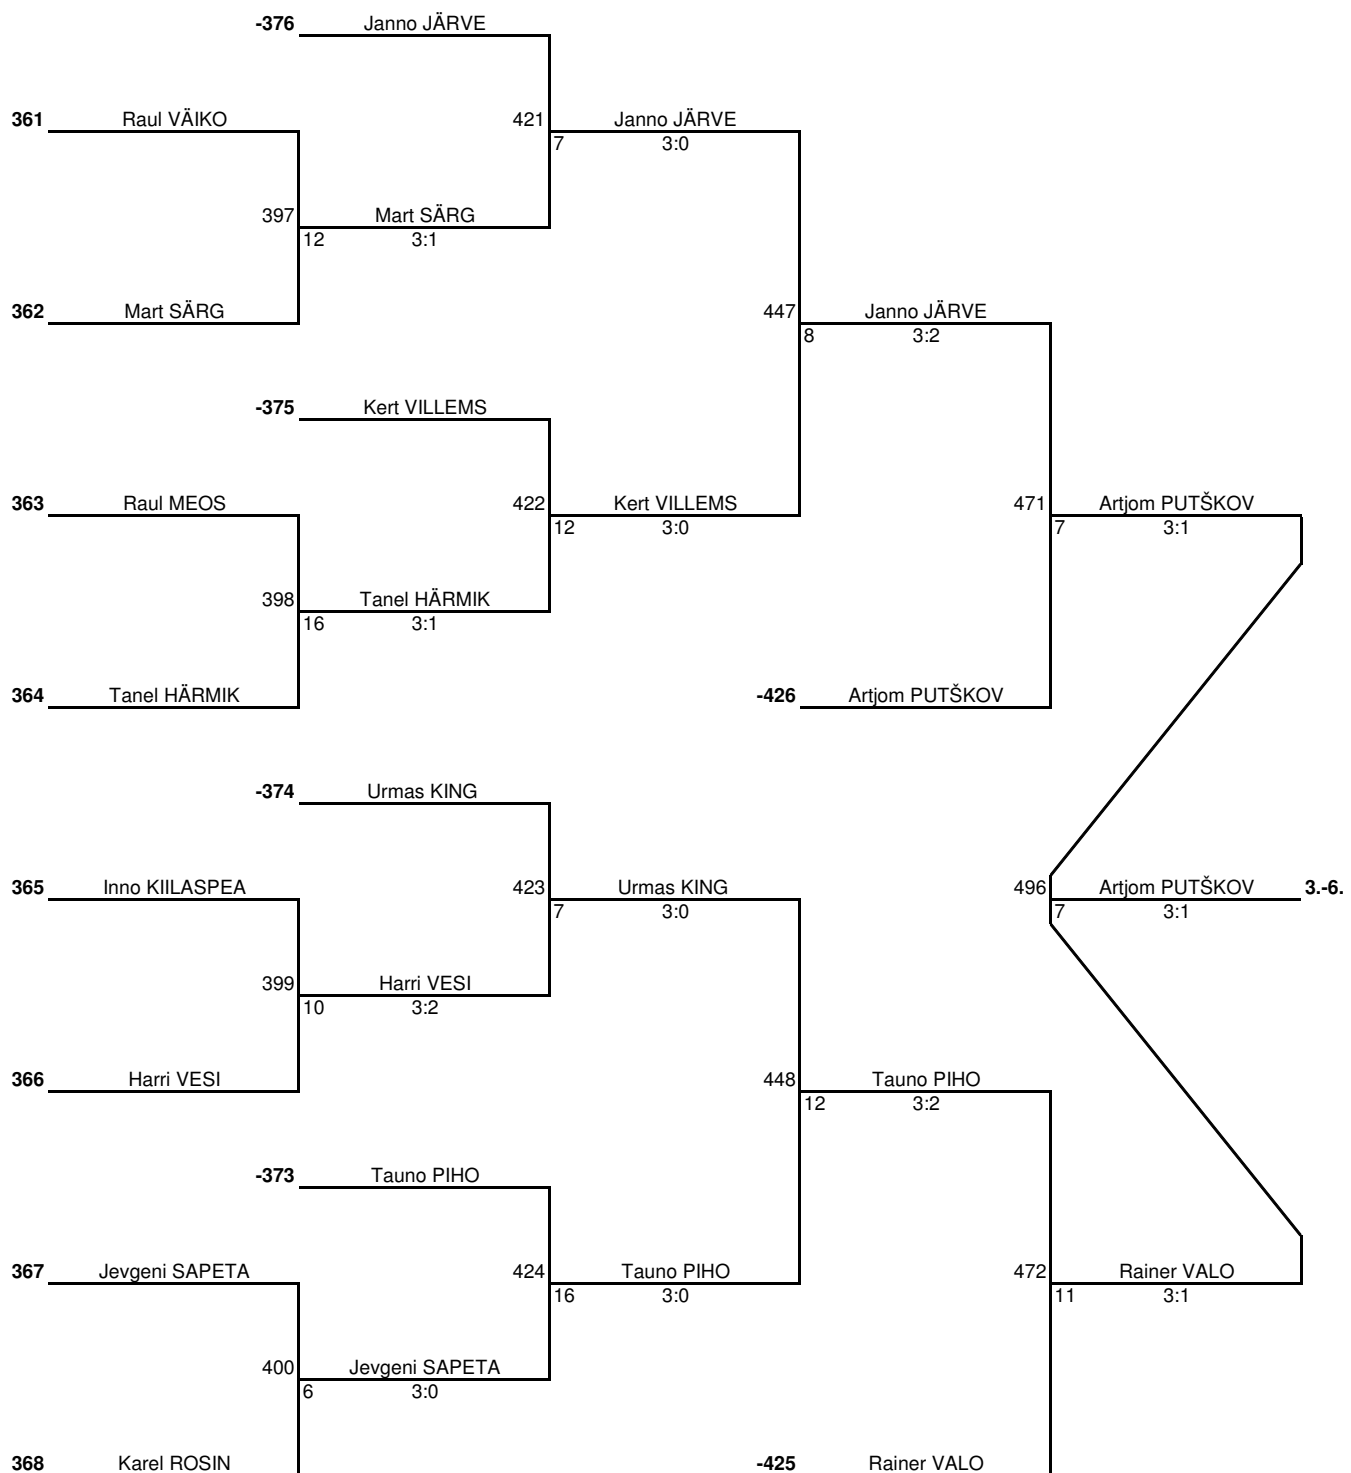 -376 Janno JÄRVE
361 Raul VÄIKO 421 Janno JÄRVE
7 3:0
397 Mart SÄRG
12 3:1
362 Mart SÄRG 447 Janno JÄRVE
8 3:2
-375 Kert VILLEMS
363 Raul MEOS 422 Kert VILLEMS 471 Artjom PUTŠKOV
12 3:0 7 3:1
398 Tanel HÄRMIK
16 3:1
364 Tanel HÄRMIK -426 Artjom PUTŠKOV
-374 Urmas KING
365 Inno KIILASPEA 423 Urmas KING 496 Artjom PUTŠKOV 3.-6.
7 3:0 7 3:1
399 Harri VESI
10 3:2
366 Harri VESI 448 Tauno PIHO
12 3:2
-373 Tauno PIHO
367 Jevgeni SAPETA 424 Tauno PIHO 472 Rainer VALO
16 3:0 11 3:1
400 Jevgeni SAPETA
6 3:0
368 Karel ROSIN -425 Rainer VALO